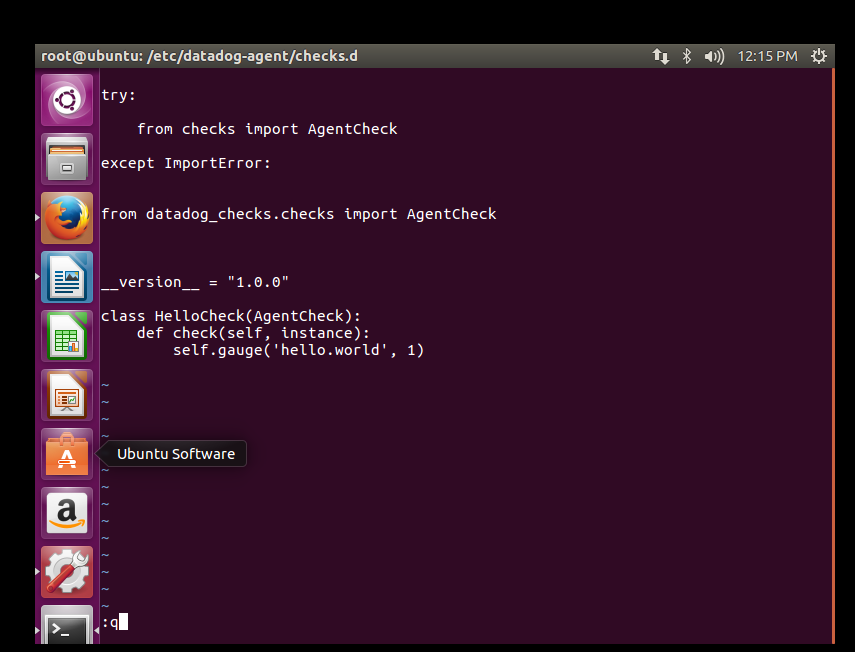 root@ubuntu: /etc/datadog-agent/checks.d
12:15 PM
try:
    from checks import AgentCheck
except ImportError:
from datadog_checks.checks import AgentCheck
__version__ = "1.0.0"
class HelloCheck(AgentCheck):
    def check(self, instance):
        self.gauge('hello.world', 1)
~
~
~
~
Ubuntu Software
~
~
~
~
~
~
~
~
~
:q